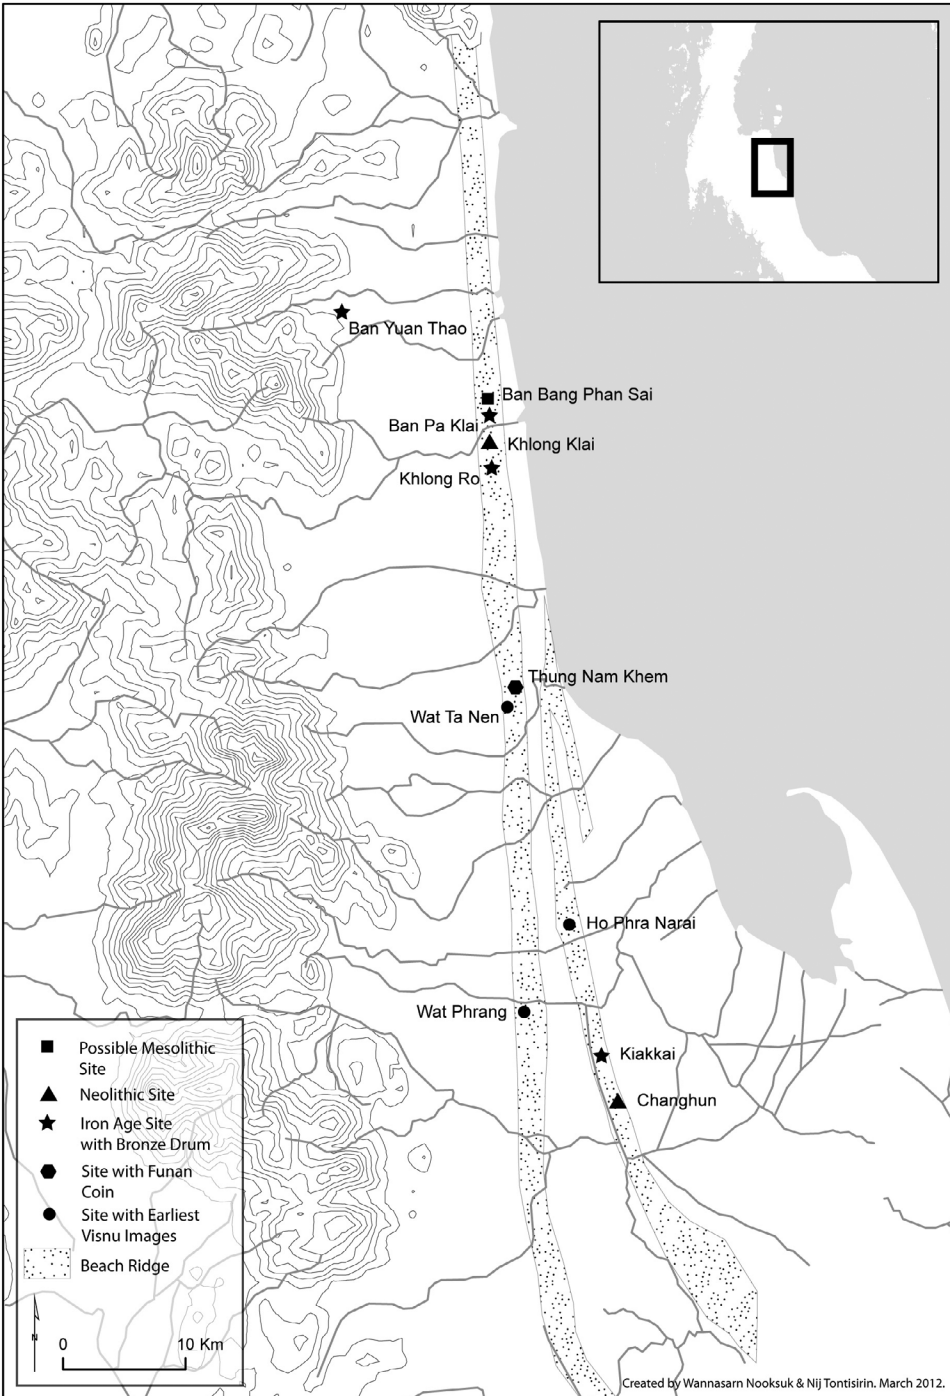 Ban Yuan Thao
Ban Bang Phan Sai
Ban Pa Klai
Khlong Klai
Khlong Ro
Thung Nam Khem
Wat Ta Nen
Ho Phra Narai
Wat Phrang
Kiakkai
Changhun
Possible Mesolithic
Site
Neolithic Site
Iron Age Site
with Bronze Drum
Site with Funan
Coin
Site with Earliest
Visnu Images
Beach Ridge
N
0 10 Km
Created by Wannasarn Nooksuk & Nij Tontisirin. March 2012.